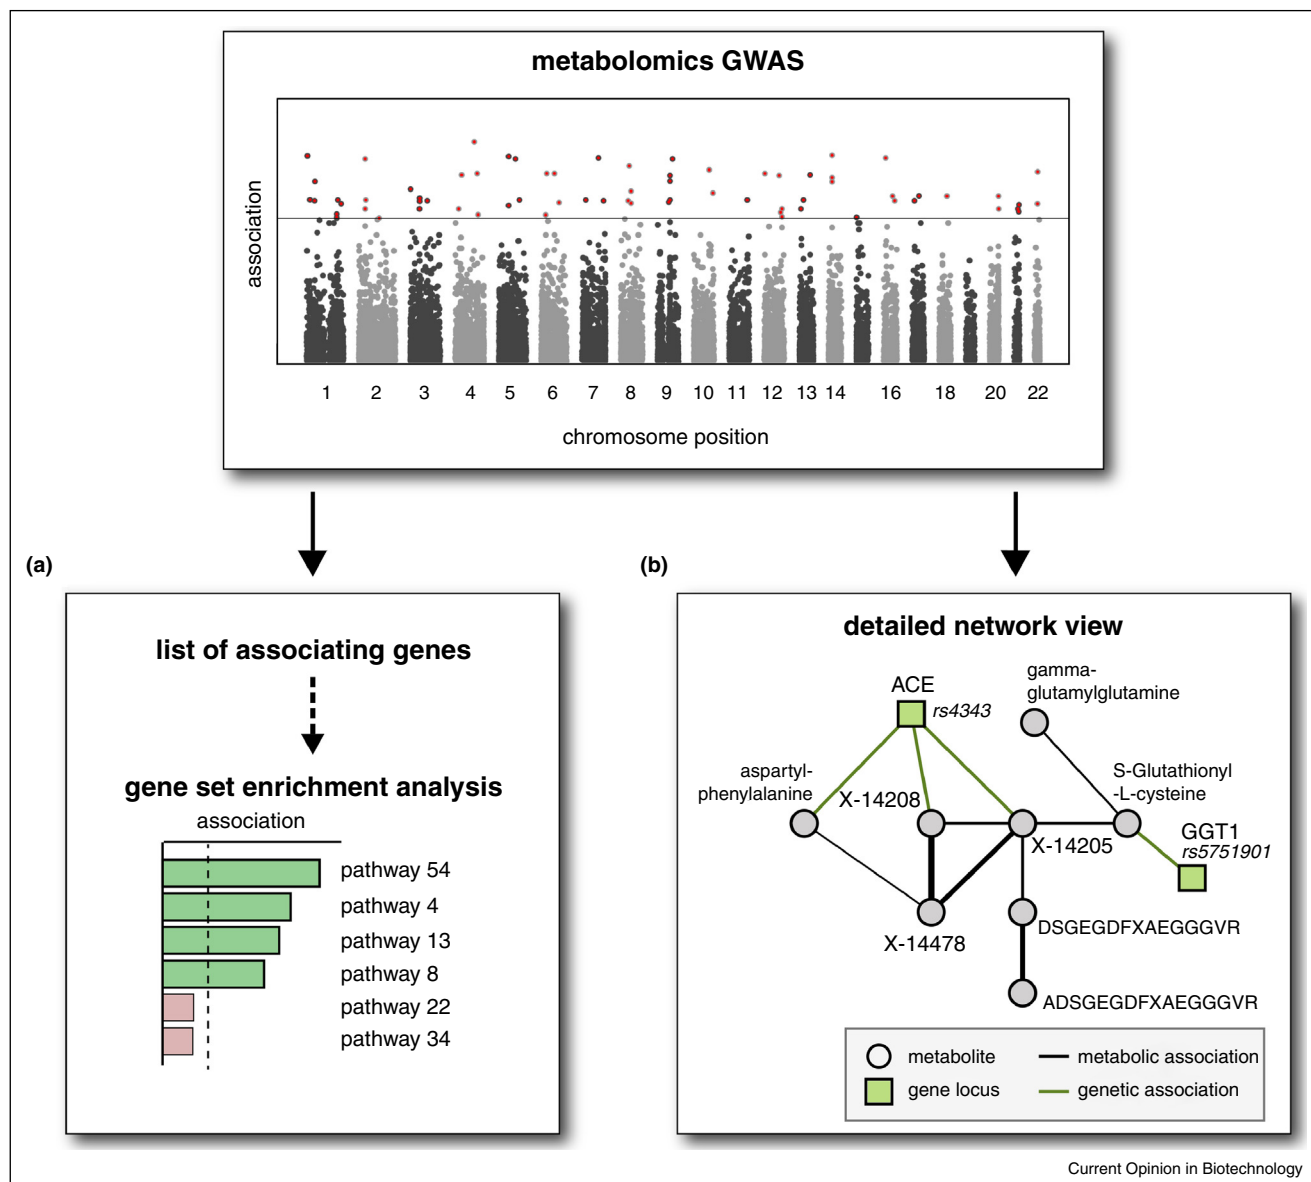 metabolomics GWAS
association
1 2 3 4 5 6 7 8 9 10 11 12 13 14 16 18 20 22
chromosome position
(a)
list of associating genes
gene set enrichment analysis
association
pathway 54
pathway 4
pathway 13
pathway 8
pathway 22
pathway 34
(b)
detailed network view
gamma-
glutamylglutamine
ACE
rs4343
aspartyl-
phenylalanine
X-14208
S-Glutathionyl
-L-cysteine
X-14205
GGT1
rs5751901
X-14478
DSGEGDFXAEGGGVR
ADSGEGDFXAEGGGVR
metabolite
metabolic association
gene locus
genetic association
Current Opinion in Biotechnology